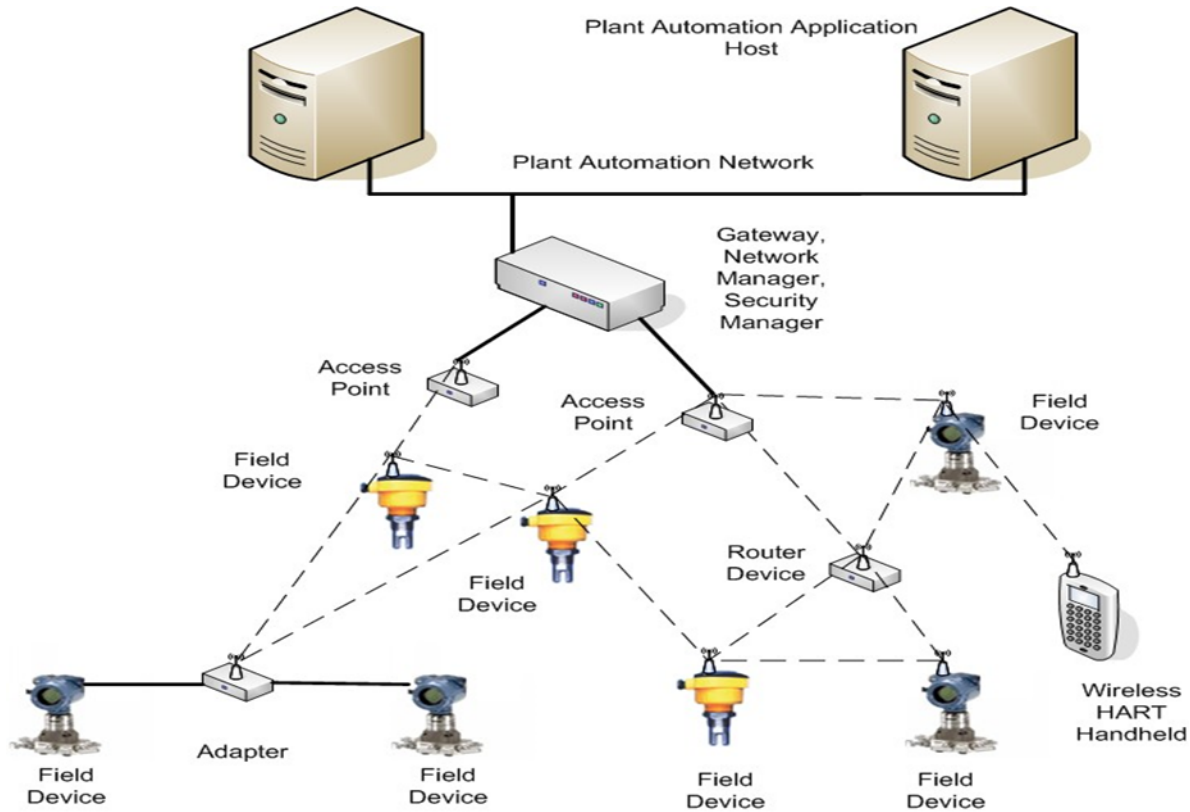 Plant Automation Application
Host
Plant Automation Network
Gateway,
Network
Manager,
Security
Manager
Access
Point
Access
Point
Field
Device
Field
Device
Field
Device
Router
Device
Wireless
HART
Handheld
Adapter
Field
Device
Field
Device
Field
Device
Field
Device